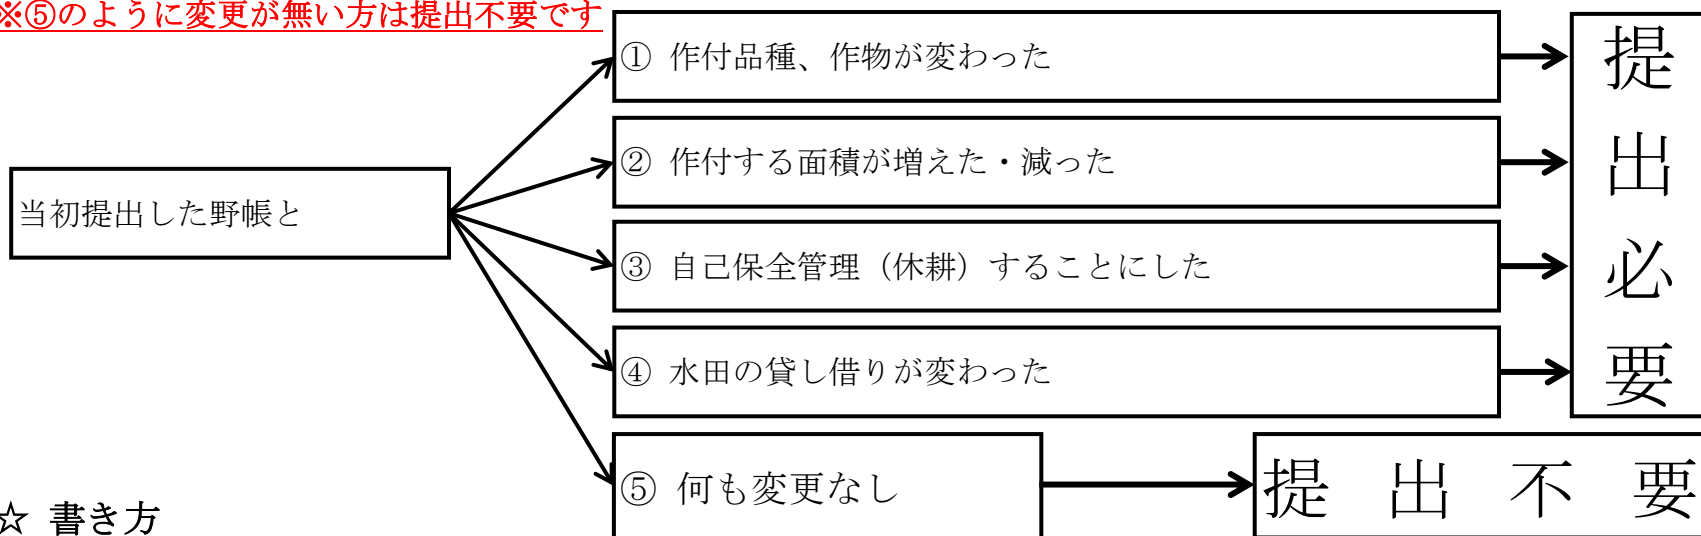 ※⑤のように変更が無い方は提出不要です
当初提出した野帳と
① 作付品種、作物が変わった
② 作付する面積が増えた・減った
③ 自己保全管理（休耕）することにした
④ 水田の貸し借りが変わった
提出必要
⑤ 何も変更なし
提出不要
☆ 書き方